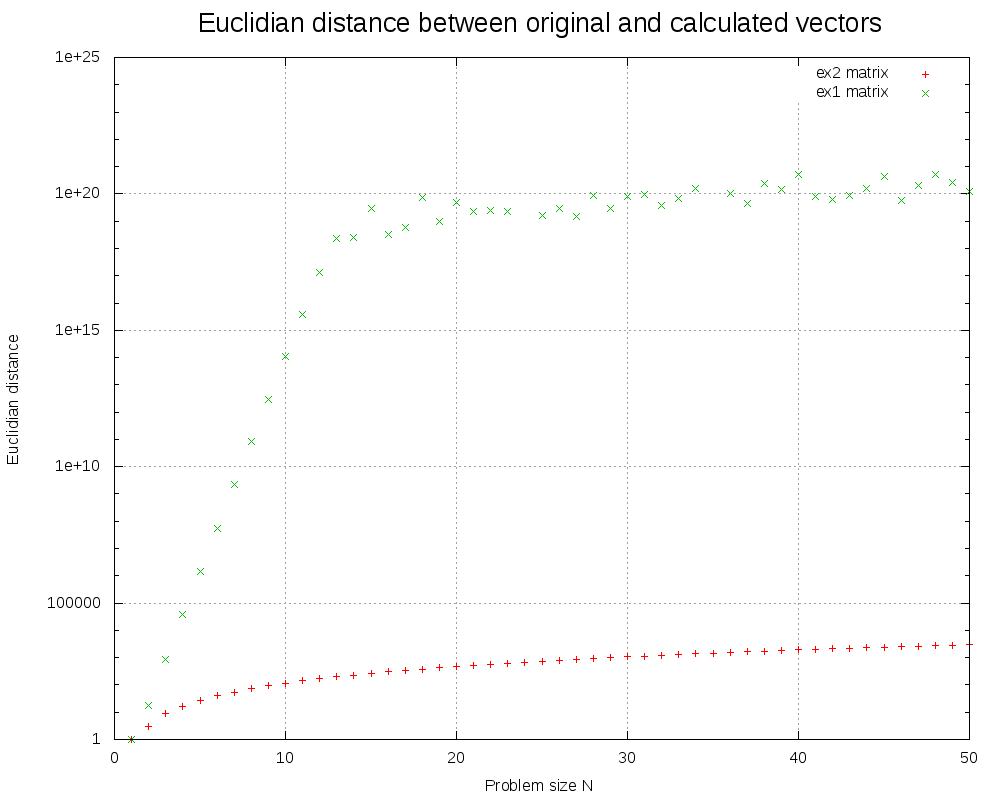 Euclidian distance between original and calculated vectors
1e+25
ex2 matrix
ex1 matrix
1e+20
1e+15
Euclidian distance
1e+10
100000
1
0 10 20 30 40 50
Problem size N